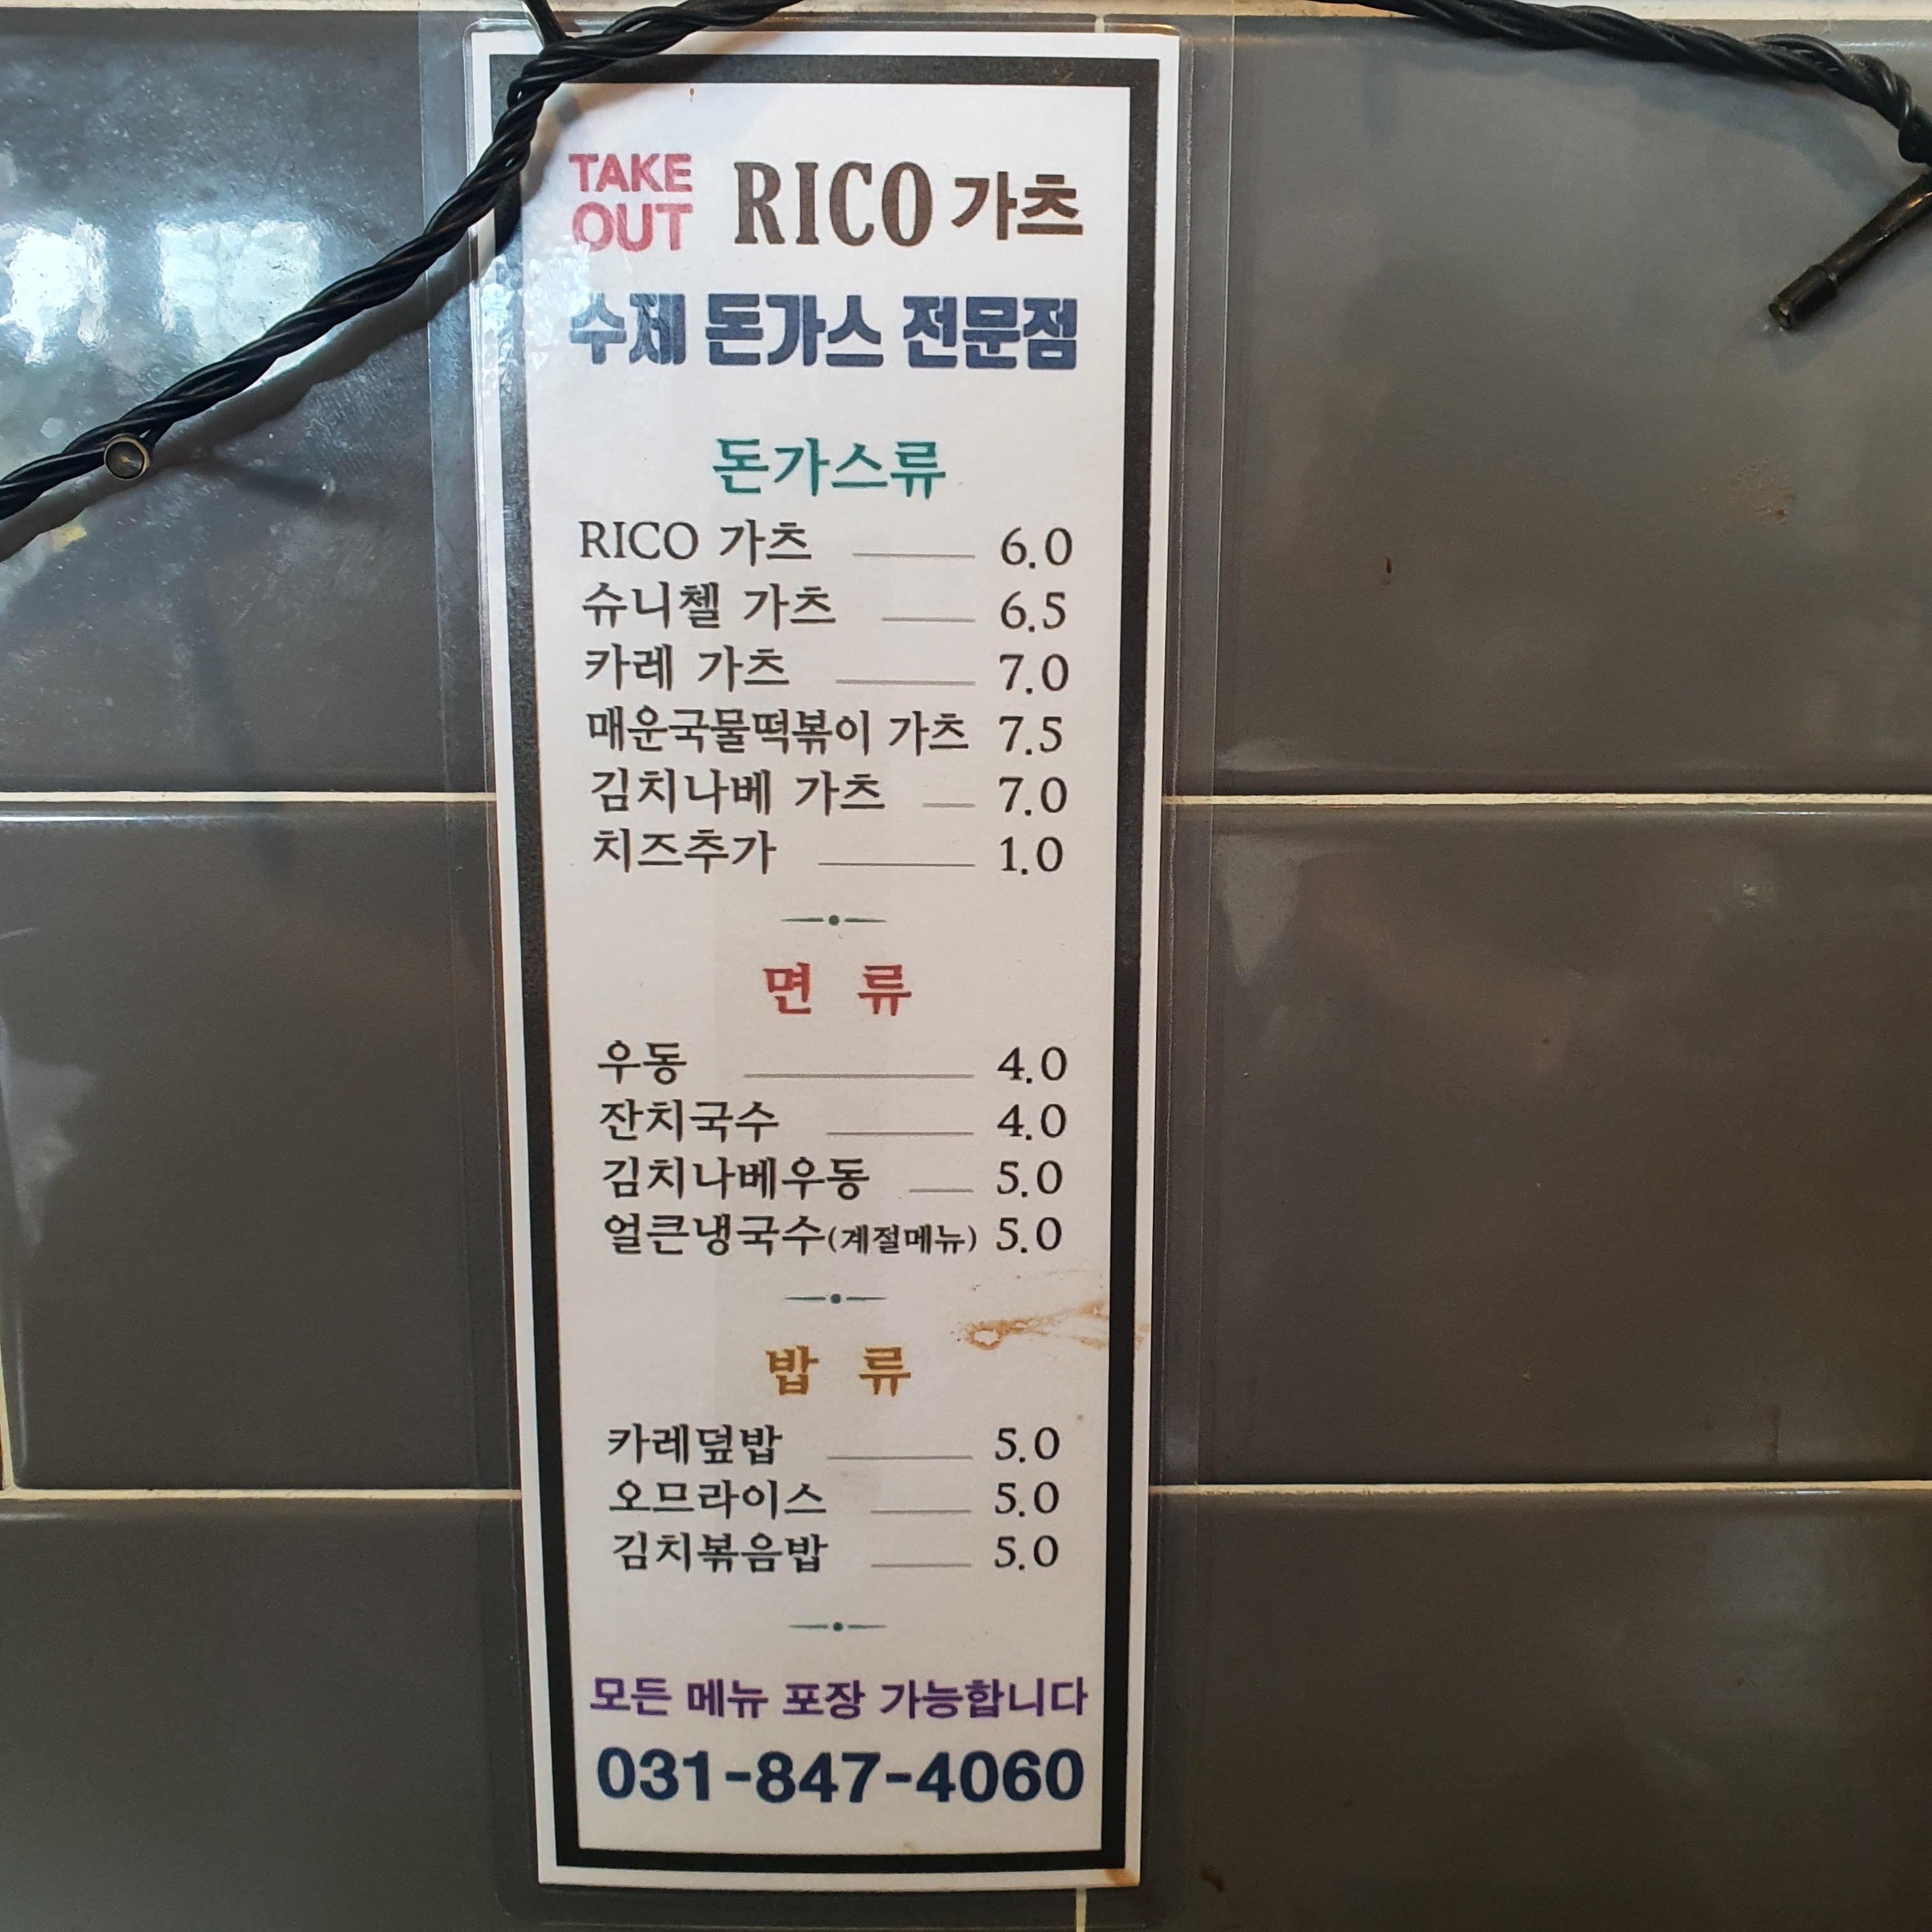 TAKE OUT RICO 가츠
수제 돈가스 전문점
돈가스류
RICO 가츠 6.0
슈니첼 가츠 6.5
카레 가츠 7.0
매운국물떡볶이 가츠 7.5
김치나베 가츠 7.0
치즈추가 1.0
면 류
우동 4.0
잔치국수 4.0
김치나베우동 5.0
얼큰냉국수(계절메뉴) 5.0
밥 류
카레덮밥 5.0
오므라이스 5.0
김치볶음밥 5.0
모든 메뉴 포장 가능합니다
031-847-4060